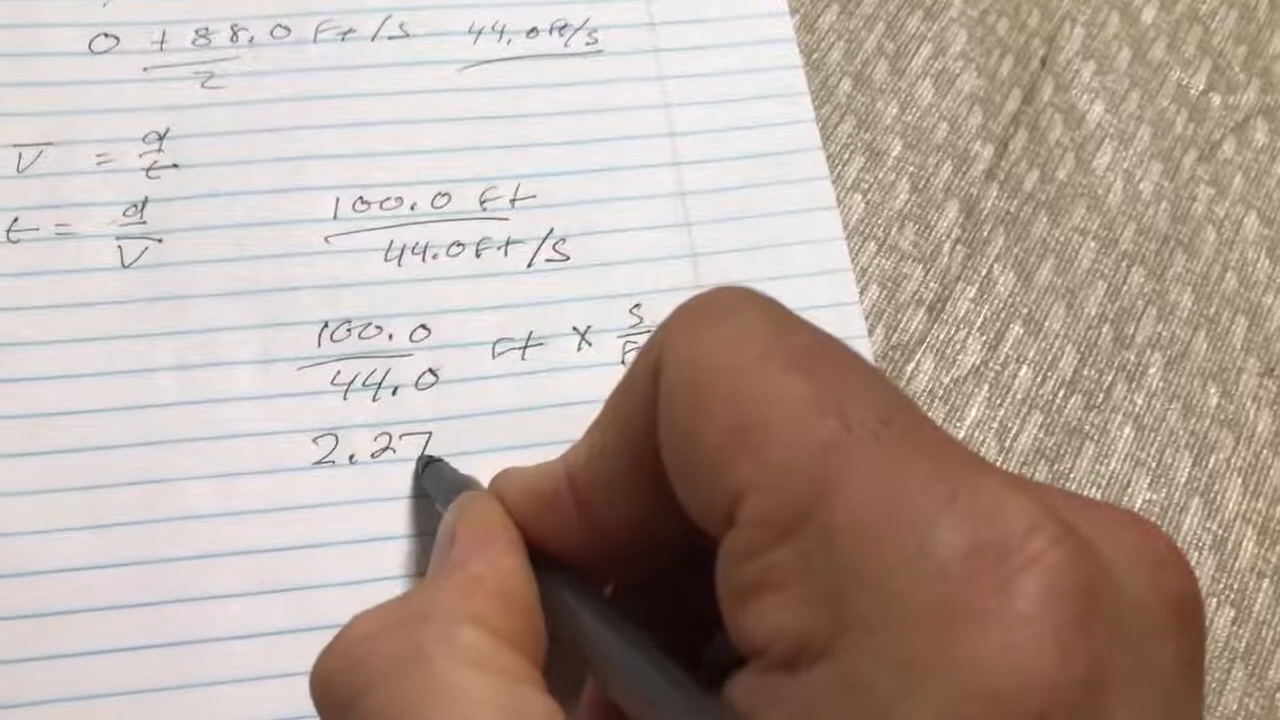 0 + 88.0 Ft/s 44.0 ft/s
2
V = d
t
t = d
V
100.0 Ft
44.0 Ft/s
100.0 Ft × s
44.0 F
2.27